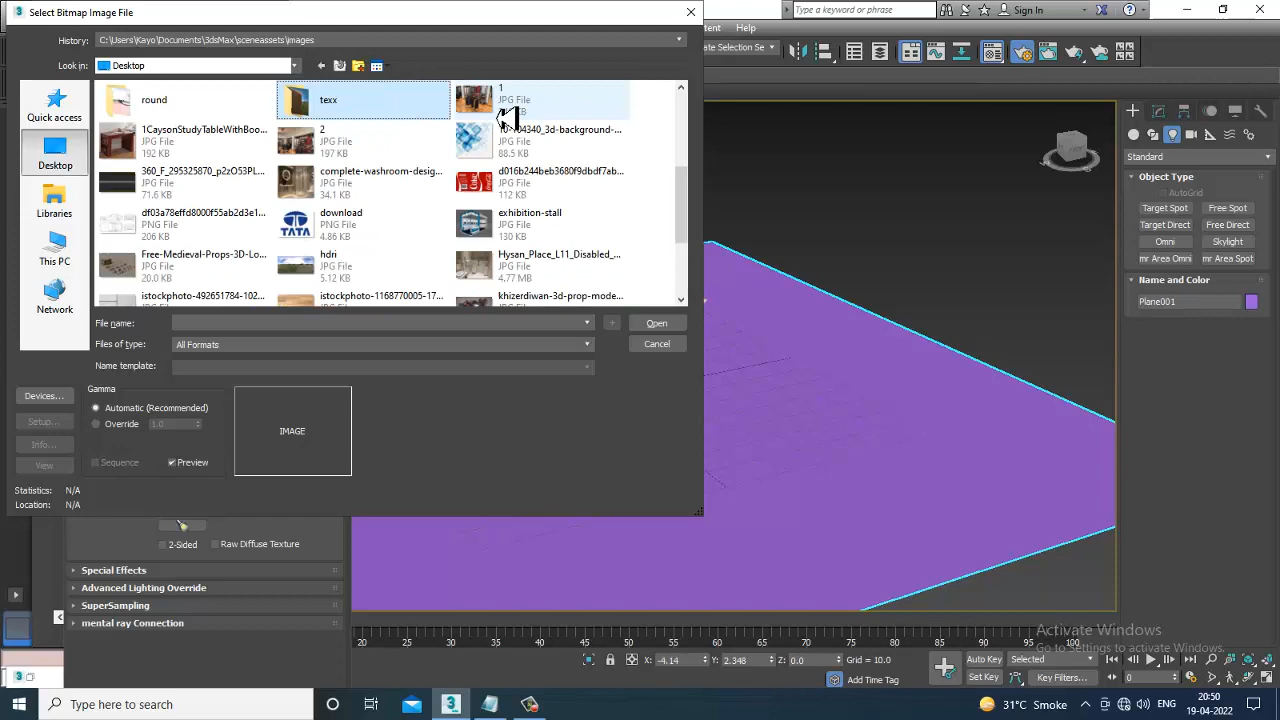 Select Bitmap Image File
Type a keyword or phrase
Sign In
History: C:\Users\Kayo\Documents\3dsMax\sceneassets\images
Look in: Desktop
Help
ate Selection Se
Quick access
Desktop
Libraries
This PC
Network
round
texx
1
JPG File
1CaysonStudyTableWithBoo...
JPG File
192 KB
2
JPG File
197 KB
JPG File
88.5 KB
360_F_295325870_p2zO53PL...
JPG File
71.6 KB
complete-washroom-desig...
JPG File
34.1 KB
d016b244beb3680f9dbdf7ab...
JPG File
112 KB
df03a78effd8000f55ab2d3e1...
PNG File
206 KB
TATA
download
PNG File
4.86 KB
exhibition-stall
JPG File
130 KB
Free-Medieval-Props-3D-Lo...
JPG File
20.0 KB
hdri
JPG File
5.12 KB
Hysan_Place_L11_Disabled_...
JPG File
4.77 MB
istockphoto-492651784-102...
istockphoto-1168770005-17...
khizerdiwan-3d-prop-mode...
File name:
Open
Files of type: All Formats
Cancel
Name template:
Devices...
Setup...
Info...
View
Gamma
Automatic (Recommended)
Override 1.0
Sequence
Preview
IMAGE
Statistics: N/A
Location: N/A
2-Sided
Raw Diffuse Texture
Special Effects
Advanced Lighting Override
SuperSampling
mental ray Connection
Standard
Object Type
AutoGrid
Target Spot
Free Spot
Target Direct
Free Direct
Omni
Skylight
mr Area Omni
mr Area Spot
Name and Color
Plane001
20 25 30 35 40 45 50 55 60 65 70 75 80 85 90 95 100
Activate Windows
Go to Settings to activate Windows.
X: -4.14 Y: 2.348 Z: 0.0 Grid = 10.0
Add Time Tag
Auto Key
Selected
Set Key
Key Filters...
0
Type here to search
31°C Smoke
ENG
20:50
19-04-2022